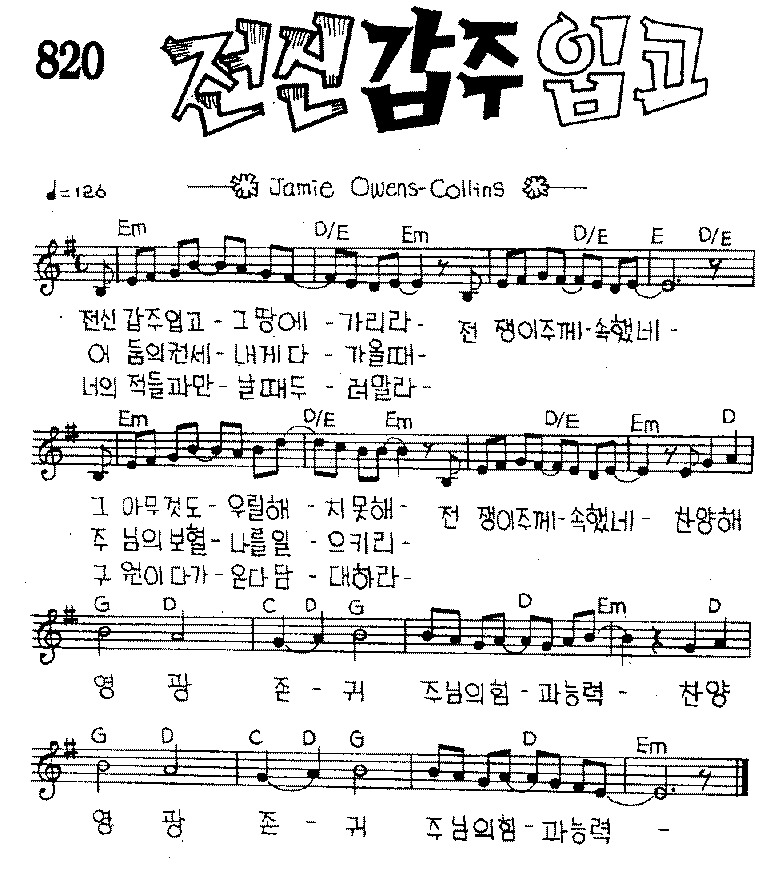 820 전신갑주입고
♩=126 Jamie Owens-Collins
Em D/E Em D/E E D/E
전신갑주입고 - 그땅에 - 가리라 - 전 쟁이주께 - 속했네 -
어 둠의권세 - 내게다 - 가올때 -
너의 적들과만 - 날때두 - 려말라 -
Em D/E Em D/E Em D
그 아무것도 - 우릴해 - 치못해 - 전 쟁이주께 - 속했네 - 찬양해
주 님의보혈 - 나를일 - 으키리 -
구 원이다가 - 온다담 - 대하라 -
G D C D G D Em D
영 광 존 - 귀 주님의힘 - 과능력 - 찬양
G D C D G D Em
영 광 존 - 귀 주님의힘 - 과능력 -